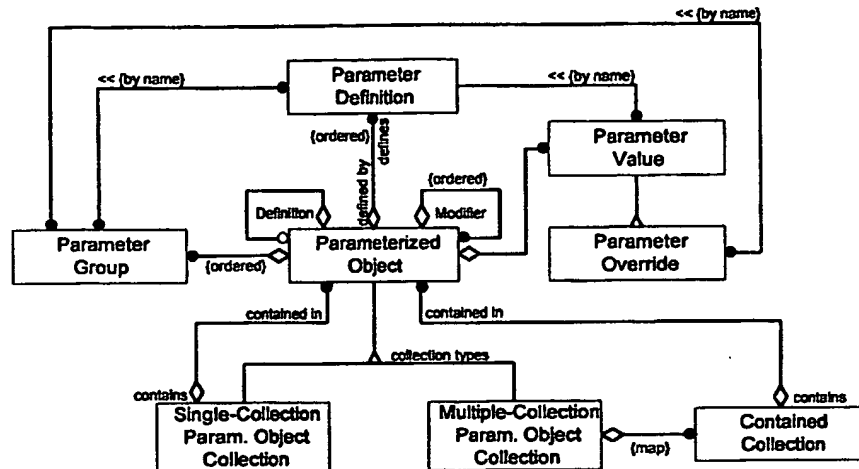 << {by name}
<< {by name}
Parameter
Definition
<< {by name}
{ordered}
defines
defined by
Parameter
Value
{ordered}
Definition
Modifier
Parameter
Group
{ordered}
Parameterized
Object
Parameter
Override
contained in
contained in
collection types
contains
contains
Single-Collection
Param. Object
Collection
Multiple-Collection
Param. Object
Collection
{map}
Contained
Collection